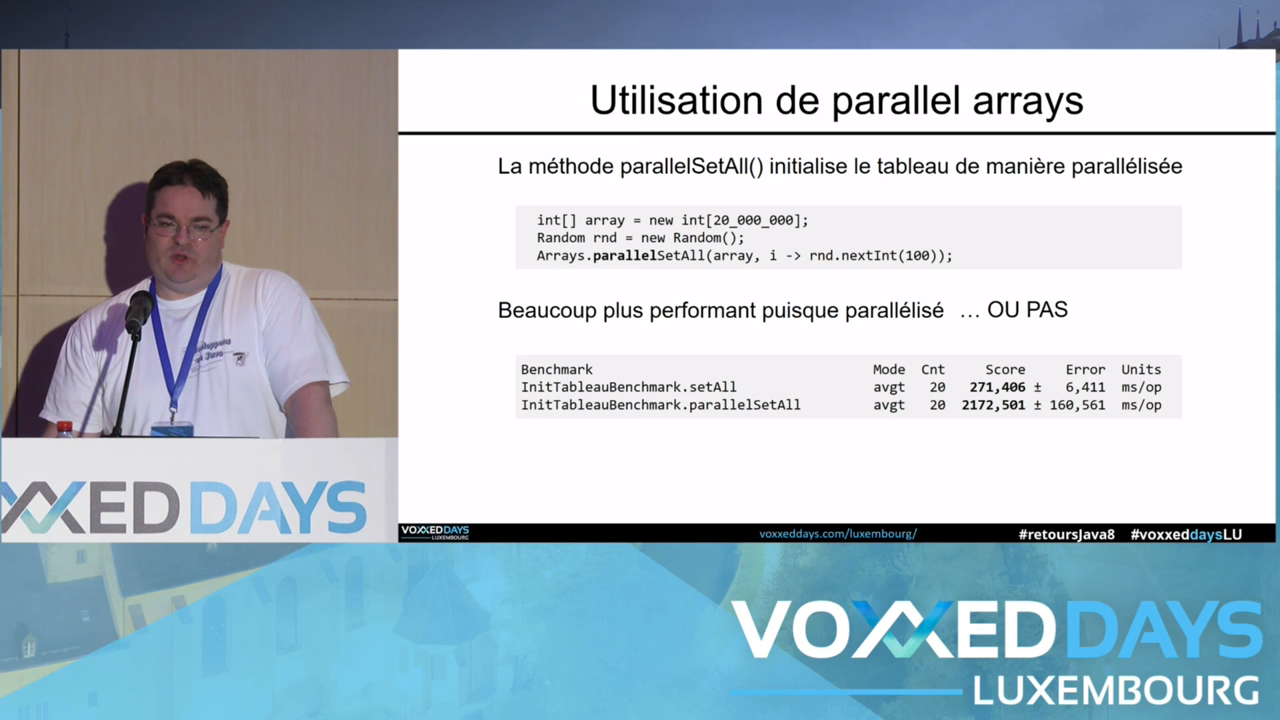 Utilisation de parallel arrays
La méthode parallelSetAll() initialise le tableau de manière parallélisée
int[] array = new int[20_000_000];
Random rnd = new Random();
Arrays.parallelSetAll(array, i -> rnd.nextInt(100));
Beaucoup plus performant puisque parallélisé … OU PAS
Benchmark Mode Cnt Score Error Units
InitTableauBenchmark.setAll avgt 20 271,406 ± 6,411 ms/op
InitTableauBenchmark.parallelSetAll avgt 20 2172,501 ± 160,561 ms/op
Java
XXED DAYS
VOXXED DAYS
LUXEMBOURG
voxxeddays.com/luxembourg/
#retoursJava8 #voxxeddaysLU
VOXXED DAYS
LUXEMBOURG